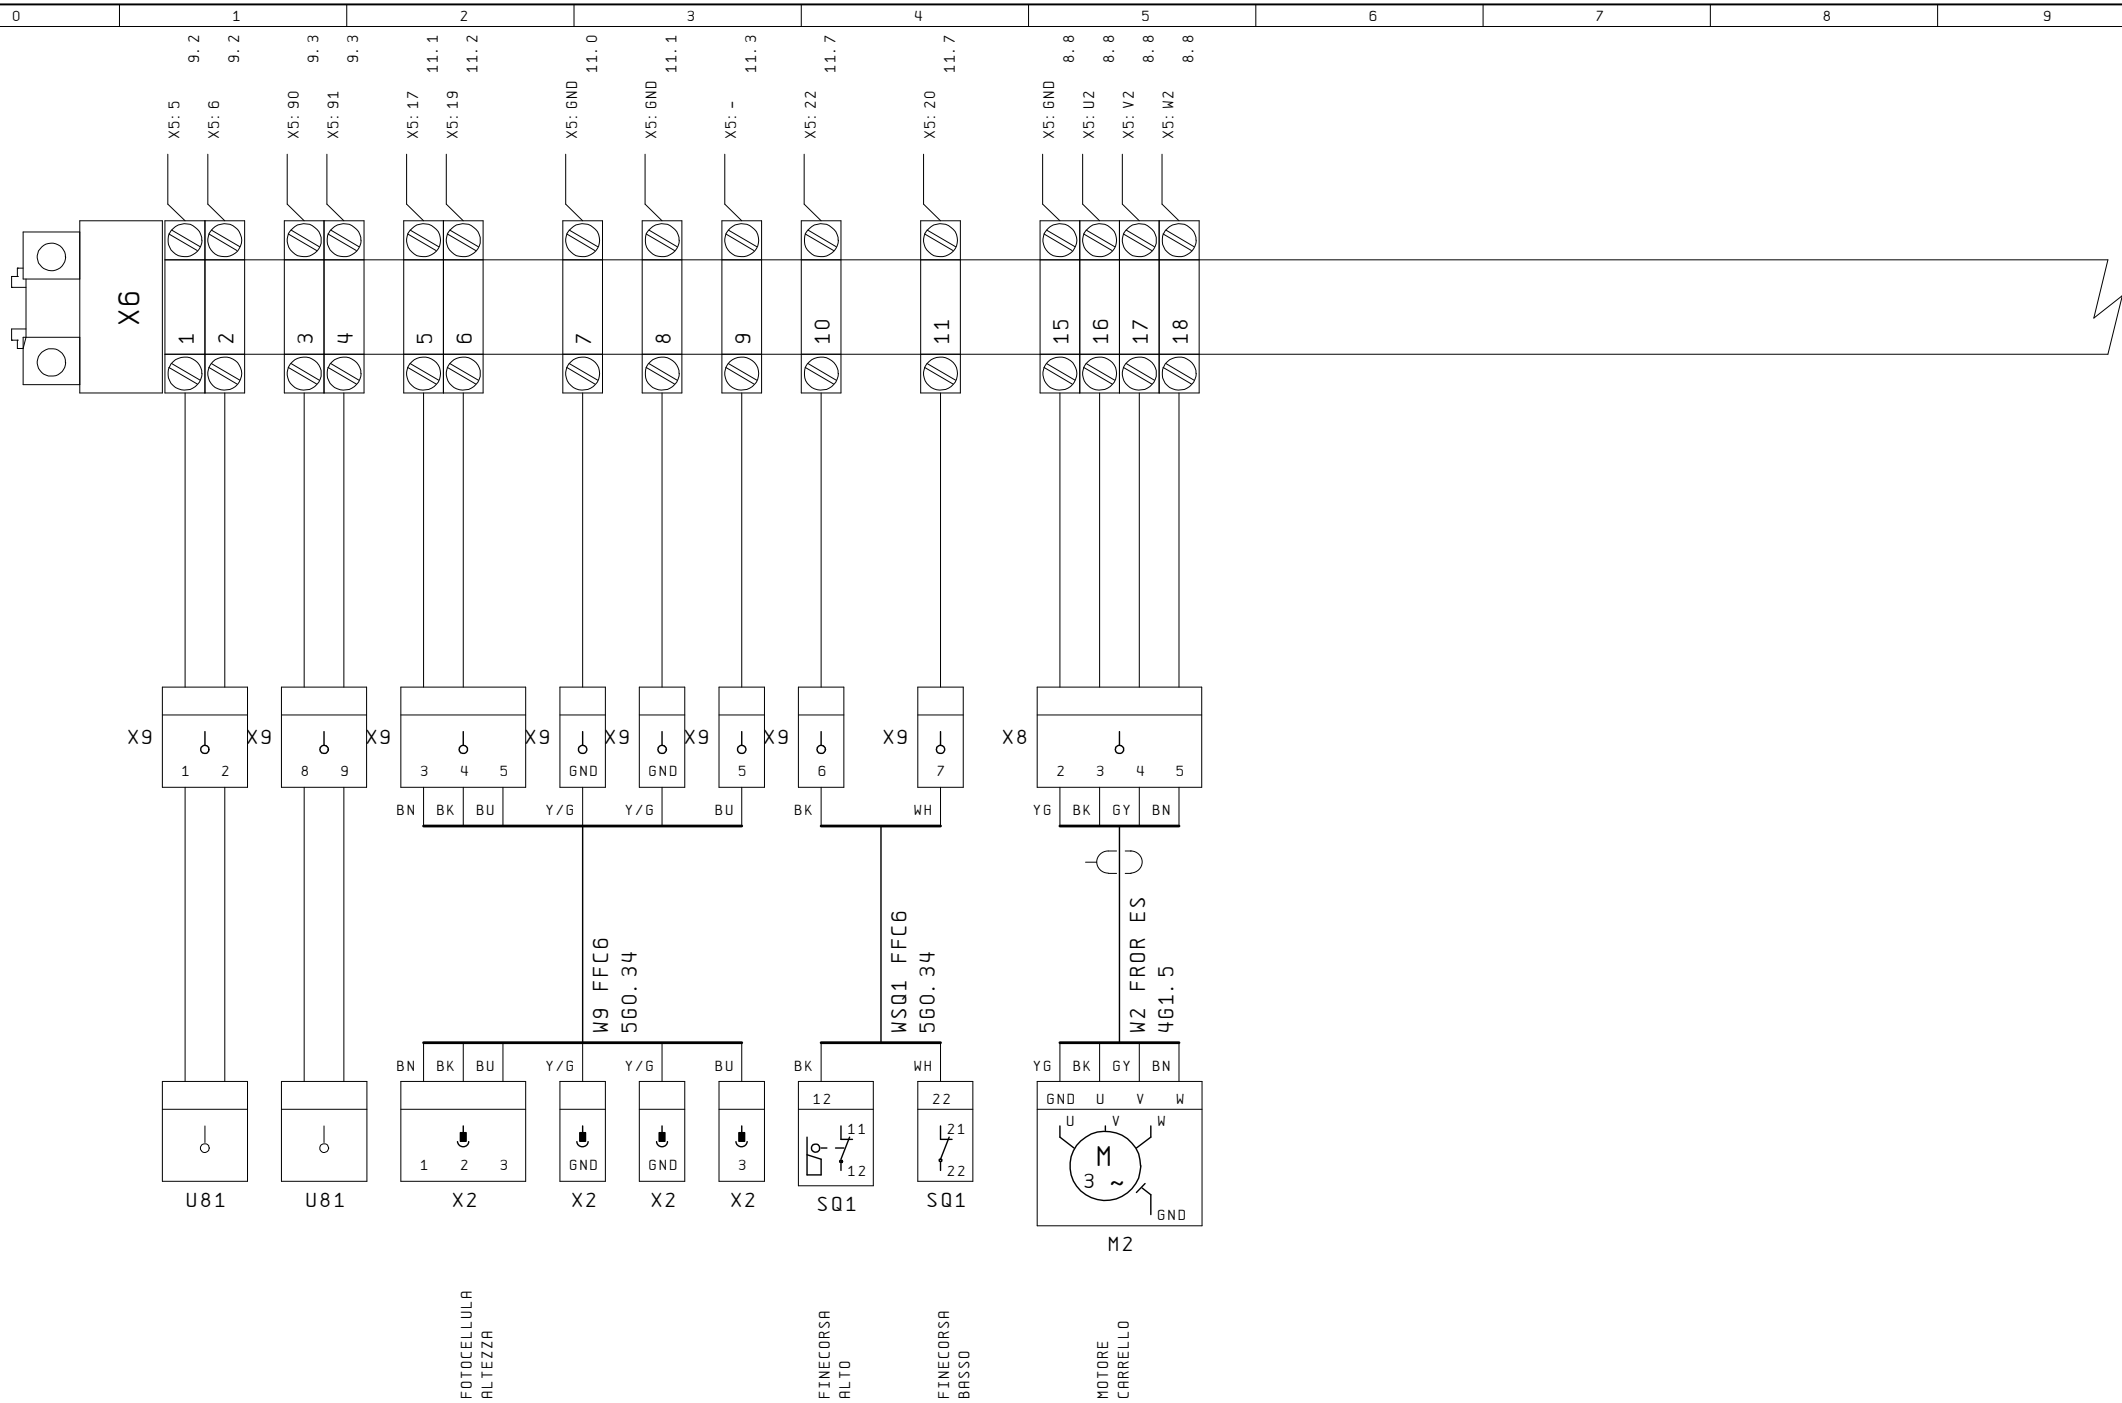 0 1 2 3 4 5 6 7 8 9
9.2 9.2 9.3 9.3 11.1 11.2 11.0 11.1 11.3 11.7 11.7 8.8 8.8 8.8 8.8
X5:5 X5:6 X5:90 X5:91 X5:17 X5:19 X5:GND X5:GND X5:- X5:22 X5:20 X5:GND X5:U2 X5:V2 X5:W2
X6 1 2 3 4 5 6 7 8 9 10 11 15 16 17 18
X9 X9 X9 X9 X9 X9 X9 X9 X8
1 2 8 9 3 4 5 GND GND 5 6 7 2 3 4 5
BN BK BU Y/G Y/G BU BK WH YG BK GY BN
W9 FFC6
5G0.34
WSQ1 FFC6
5G0.34
W2 FROR ES
4G1.5
BN BK BU Y/G Y/G BU BK WH YG BK GY BN
12 22 GND U V W
11 21 U V W
12 22
1 2 3 GND GND 3
M
3 ~
GND
U81 U81 X2 X2 X2 X2 SQ1 SQ1
M2
FOTOCELLULA
ALTEZZA
FINECORSA
ALTO
FINECORSA
BASSO
MOTORE
CARRELLO